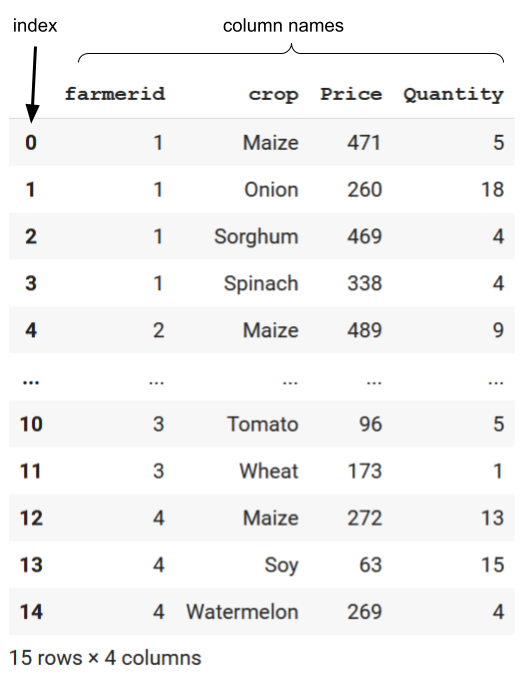 index column names
farmerid crop Price Quantity
0 1 Maize 471 5
1 1 Onion 260 18
2 1 Sorghum 469 4
3 1 Spinach 338 4
4 2 Maize 489 9
... ... ... ... ...
10 3 Tomato 96 5
11 3 Wheat 173 1
12 4 Maize 272 13
13 4 Soy 63 15
14 4 Watermelon 269 4
15 rows × 4 columns